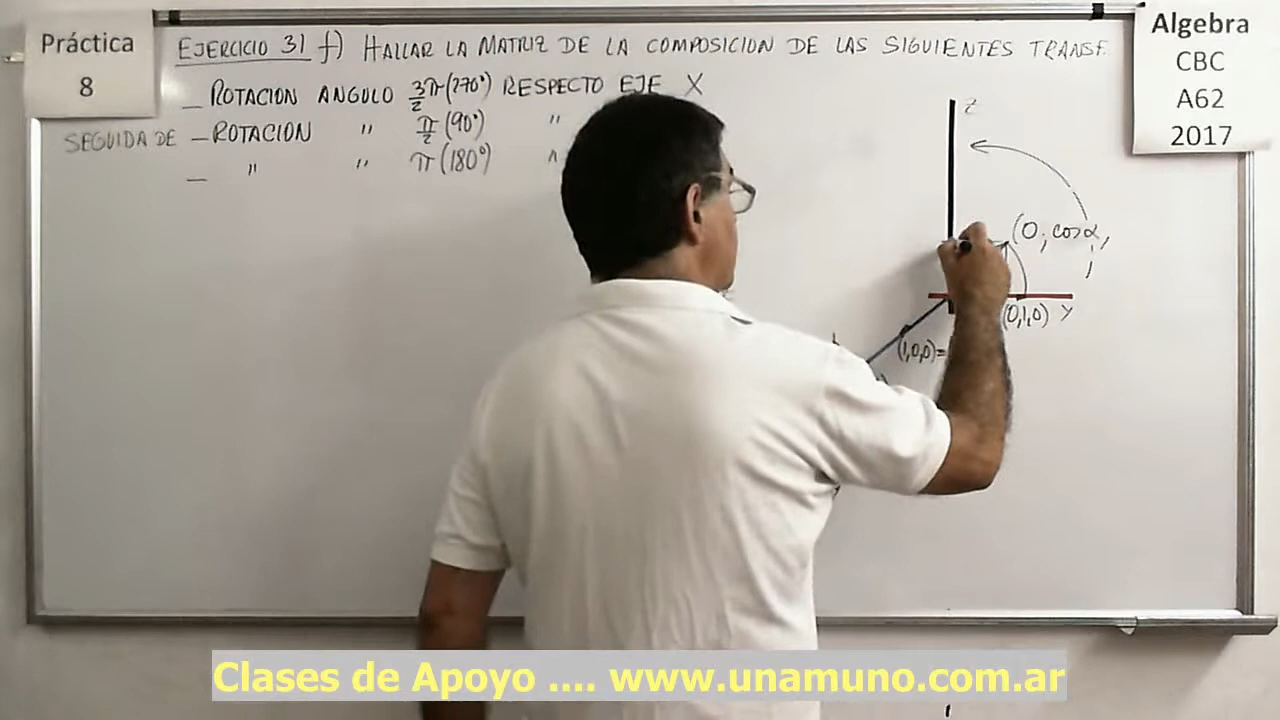 Práctica
8
EJERCICIO 31 f) HALLAR LA MATRIZ DE LA COMPOSICION DE LAS SIGUIENTES TRANSF
_ ROTACION ANGULO 3/2 π (270°) RESPECTO EJE X
SEGUIDA DE _ ROTACION " π/2 (90°) "
_ " " π (180°) "
Algebra
CBC
A62
2017
z
(0, cos α,
(0,1,0) y
(1,0,0)=
Clases de Apoyo .... www.unamuno.com.ar